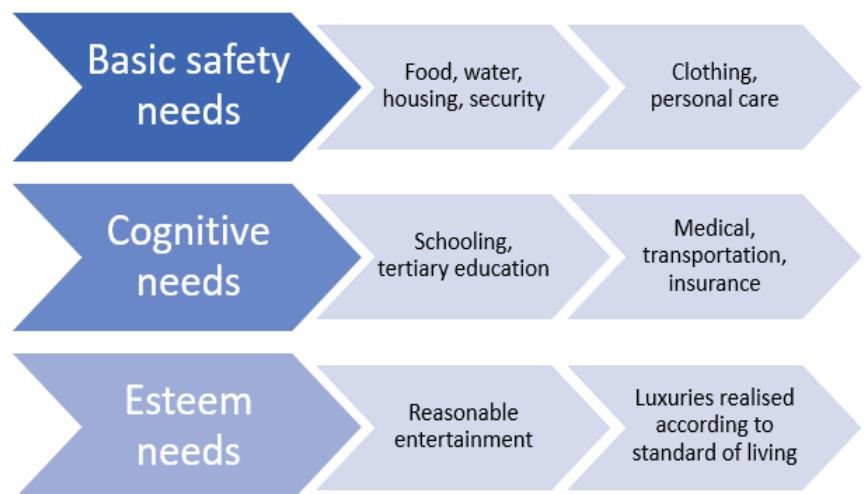 Basic safety
needs
Food, water,
housing, security
Clothing,
personal care
Cognitive
needs
Schooling,
tertiary education
Medical,
transportation,
insurance
Esteem
needs
Reasonable
entertainment
Luxuries realised
according to
standard of living